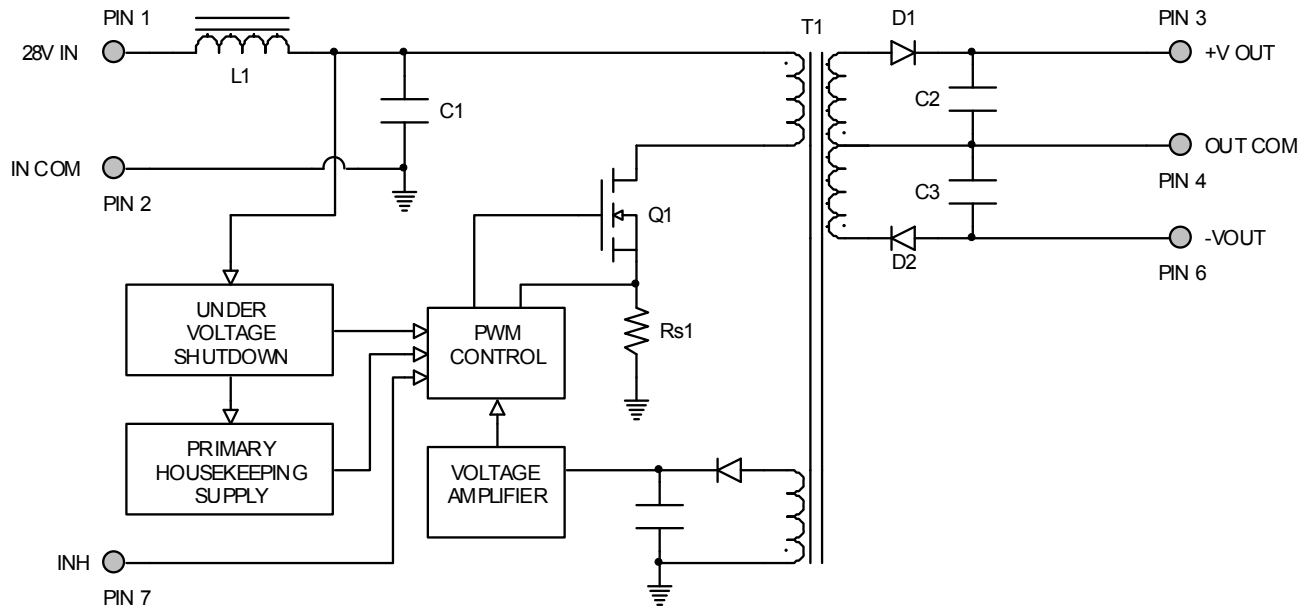 PIN 1
28V IN
L1
C1
IN COM
PIN 2
T1
D1
PIN 3
+V OUT
C2
OUT COM
C3
PIN 4
D2
-VOUT
PIN 6
Q1
Rs1
UNDER
VOLTAGE
SHUTDOWN
PWM
CONTROL
PRIMARY
HOUSEKEEPING
SUPPLY
VOLTAGE
AMPLIFIER
INH
PIN 7